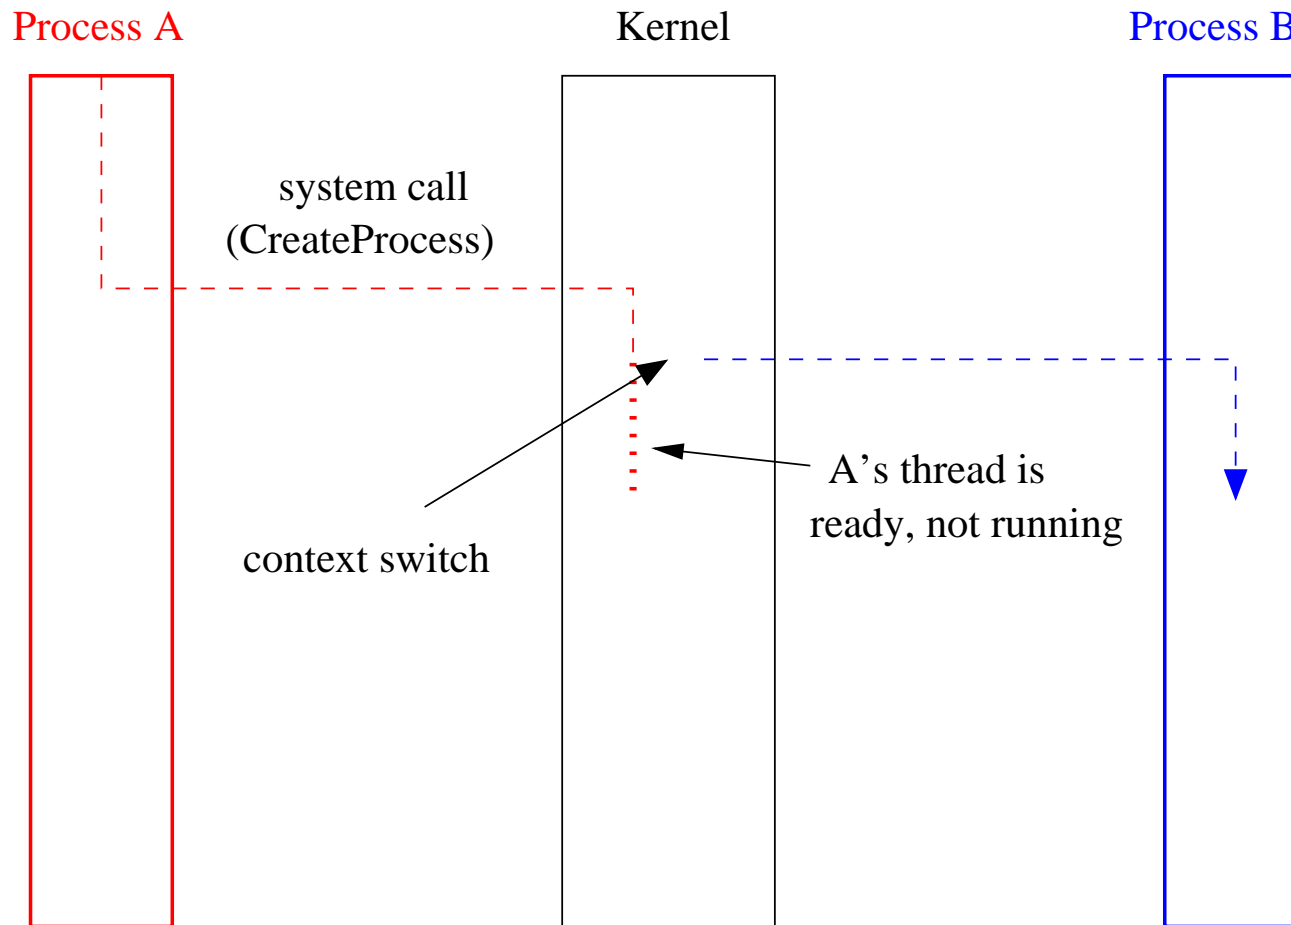 Process A
Kernel
Process B
system call
(CreateProcess)
A’s thread is
ready, not running
context switch